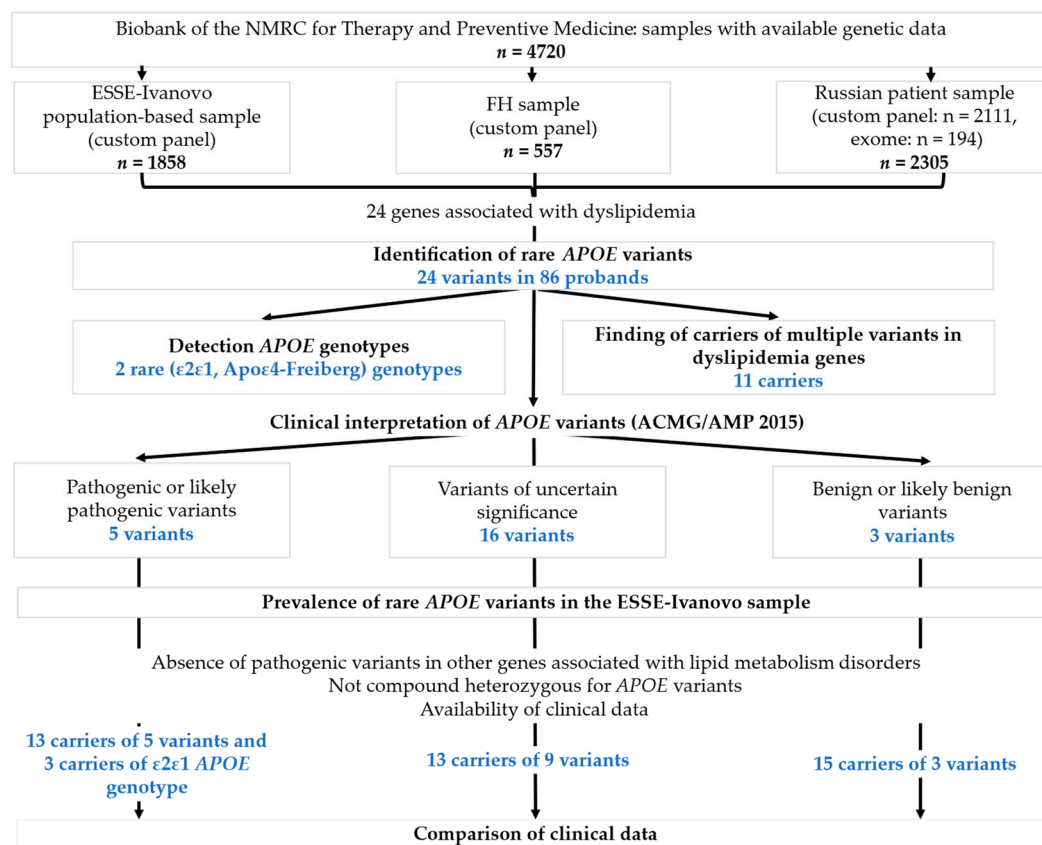 Biobank of the NMRC for Therapy and Preventive Medicine: samples with available genetic data
n = 4720
ESSE-Ivanovo
population-based sample
(custom panel)
n = 1858
FH sample
(custom panel)
n = 557
Russian patient sample
(custom panel: n = 2111,
exome: n = 194)
n = 2305
24 genes associated with dyslipidemia
Identification of rare APOE variants
24 variants in 86 probands
Detection APOE genotypes
2 rare (ε2ε1, Apoε4-Freiberg) genotypes
Finding of carriers of multiple variants in
dyslipidemia genes
11 carriers
Clinical interpretation of APOE variants (ACMG/AMP 2015)
Pathogenic or likely
pathogenic variants
5 variants
Variants of uncertain
significance
16 variants
Benign or likely benign
variants
3 variants
Prevalence of rare APOE variants in the ESSE-Ivanovo sample
Absence of pathogenic variants in other genes associated with lipid metabolism disorders
Not compound heterozygous for APOE variants
Availability of clinical data
13 carriers of 5 variants and
3 carriers of ε2ε1 APOE
genotype
13 carriers of 9 variants
15 carriers of 3 variants
Comparison of clinical data